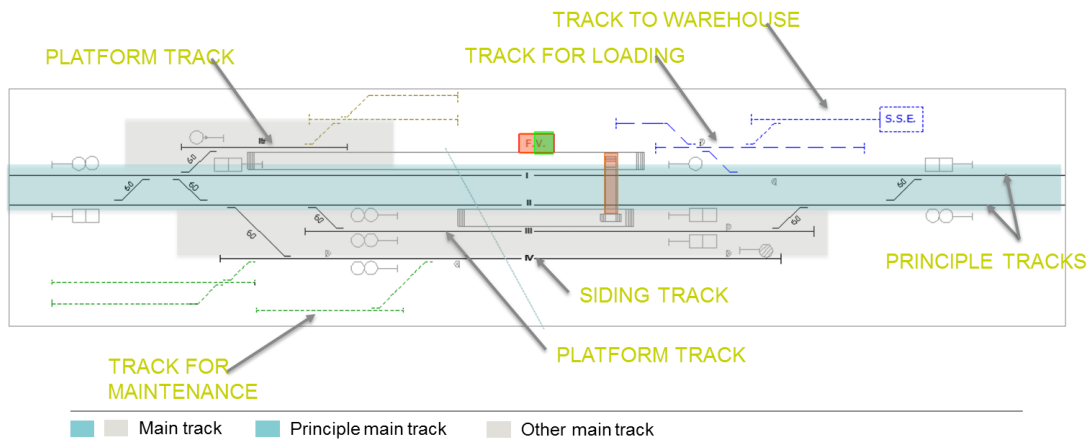 TRACK TO WAREHOUSE
PLATFORM TRACK
TRACK FOR LOADING
S.S.E.
F.V.
60
I
60
60
60
II
60
60
60
III
IV
PRINCIPLE TRACKS
SIDING TRACK
PLATFORM TRACK
TRACK FOR
MAINTENANCE
Main track
Principle main track
Other main track